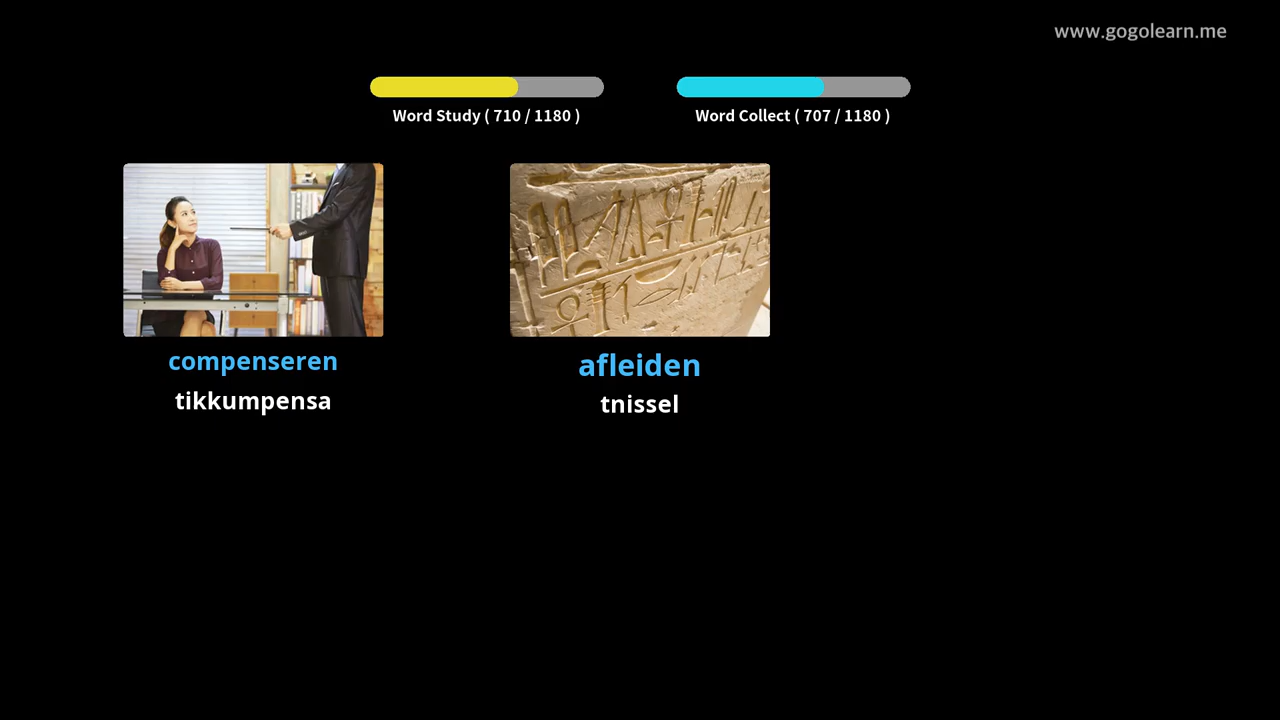 www.gogolearn.me
Word Study ( 710 / 1180 )
Word Collect ( 707 / 1180 )
compenseren
tikkumpensa
afleiden
tnissel